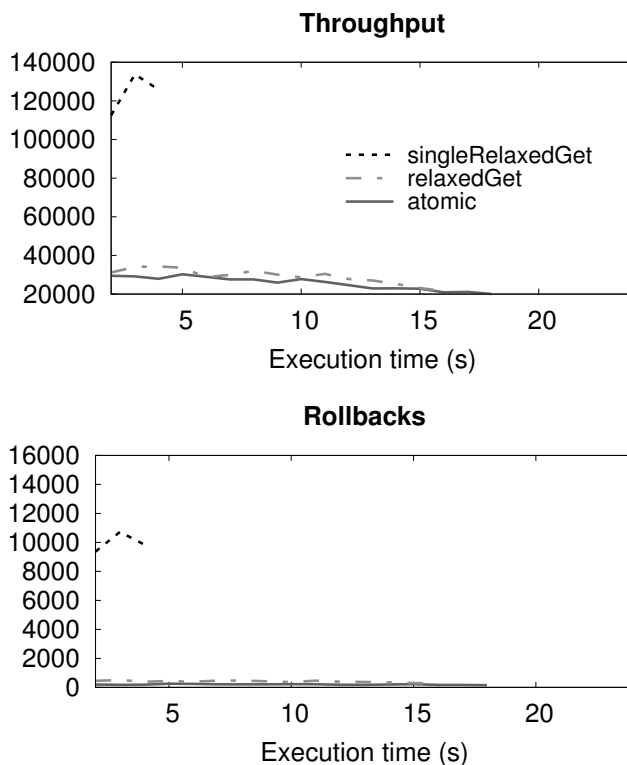 Throughput
140000
120000
100000
80000
60000
40000
20000
singleRelaxedGet
relaxedGet
atomic
5 10 15 20
Execution time (s)
Rollbacks
16000
14000
12000
10000
8000
6000
4000
2000
0
5 10 15 20
Execution time (s)